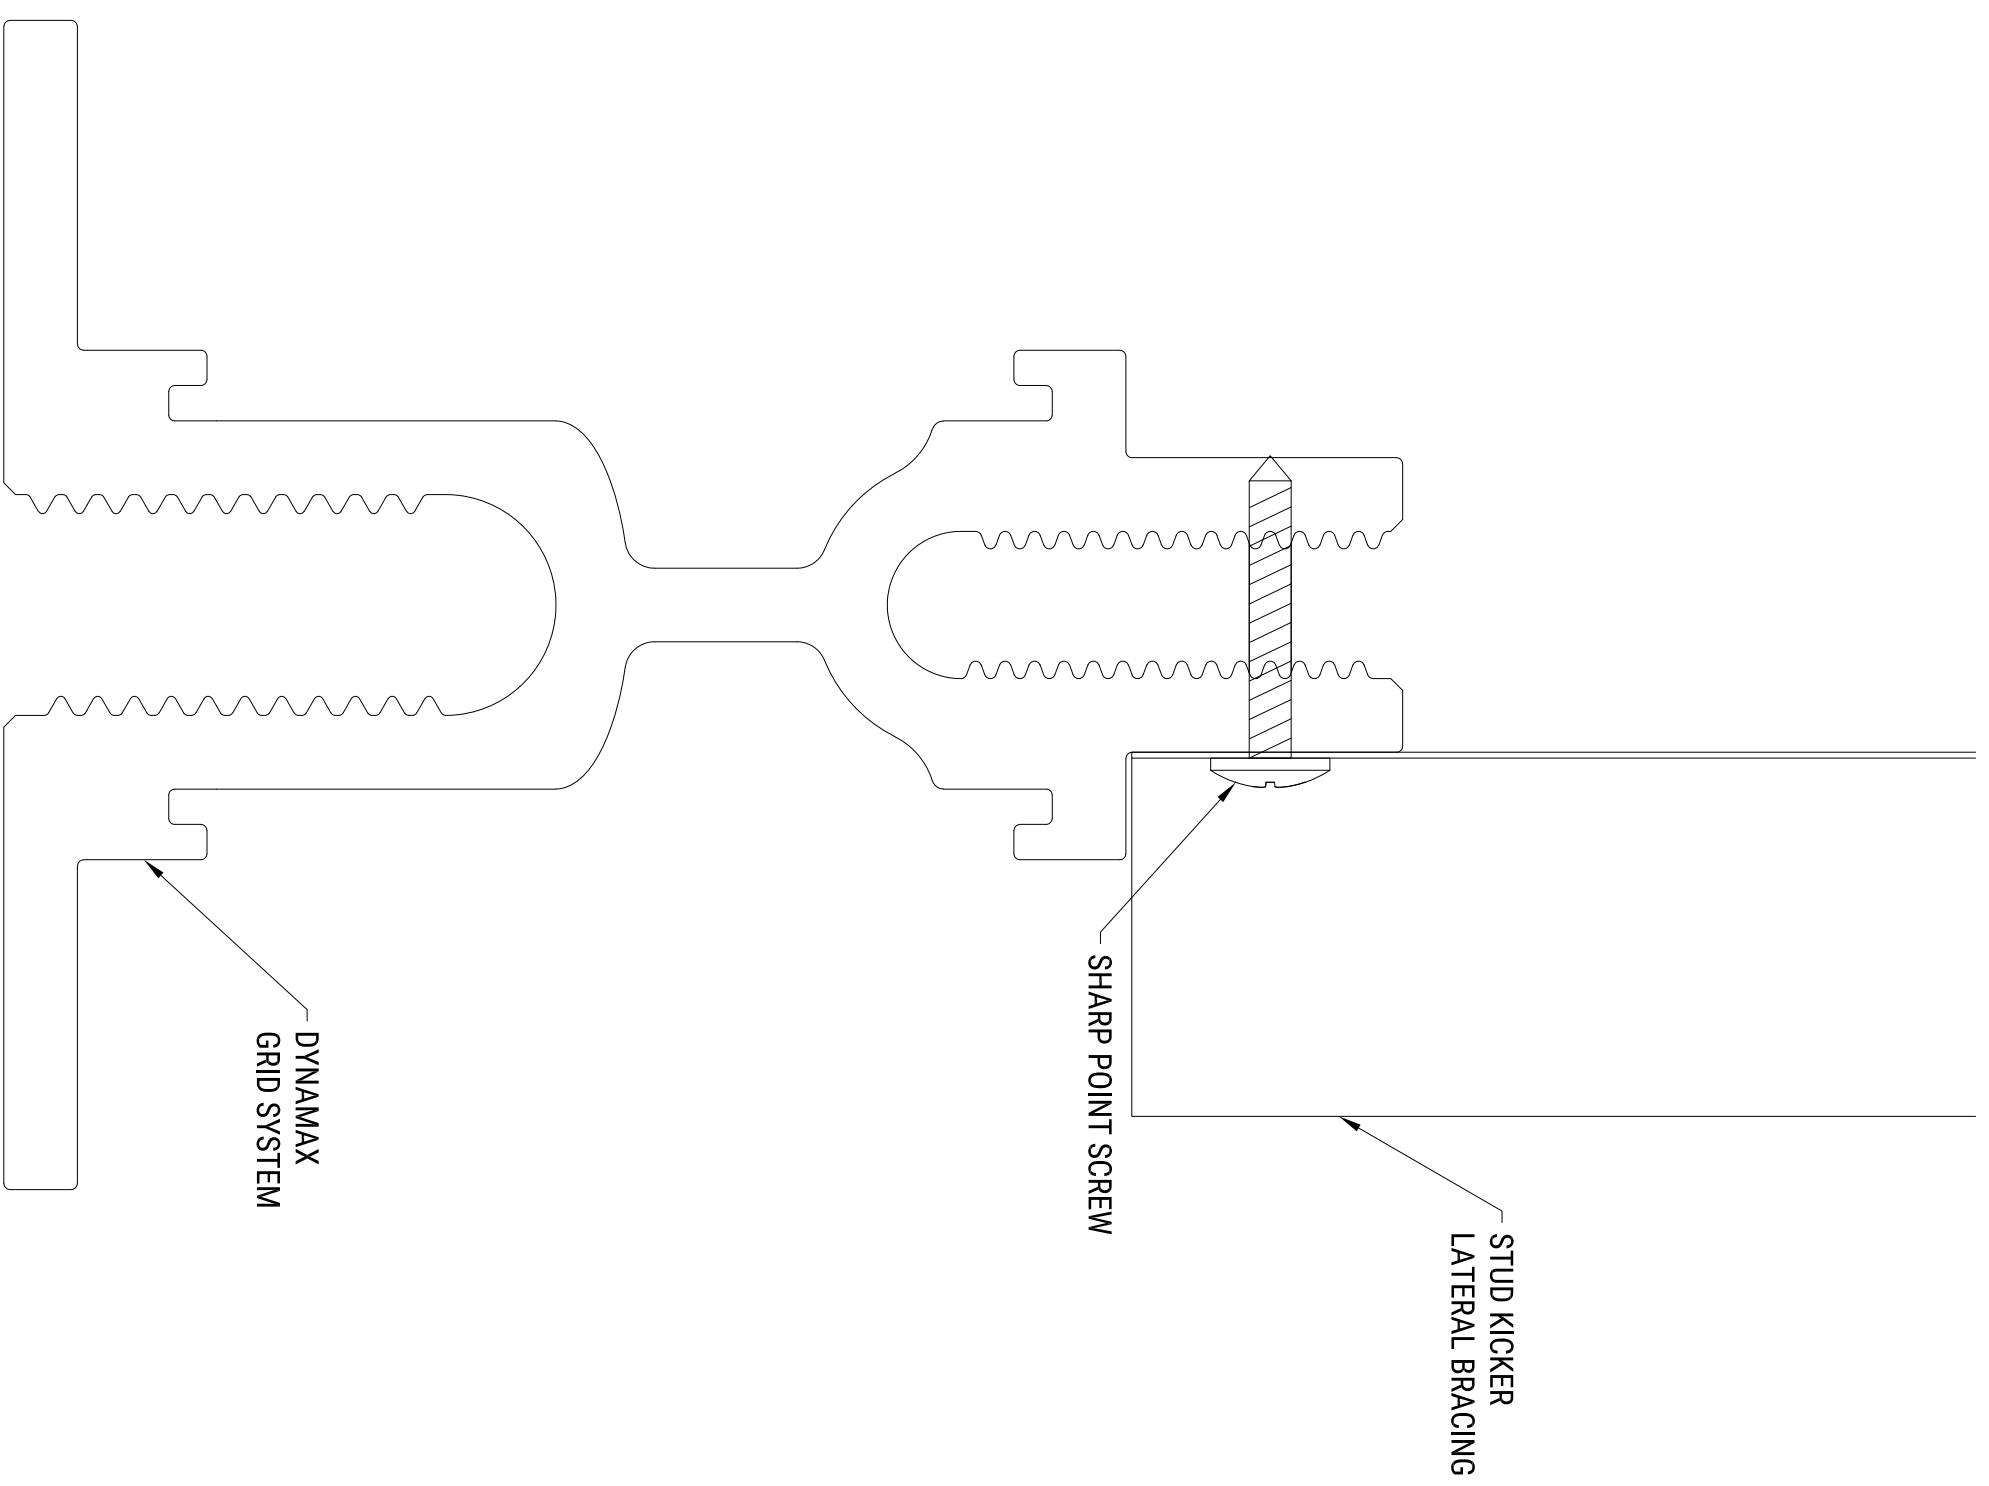 STUD KICKER
LATERAL BRACING
SHARP POINT SCREW
DYNAMAX
GRID SYSTEM